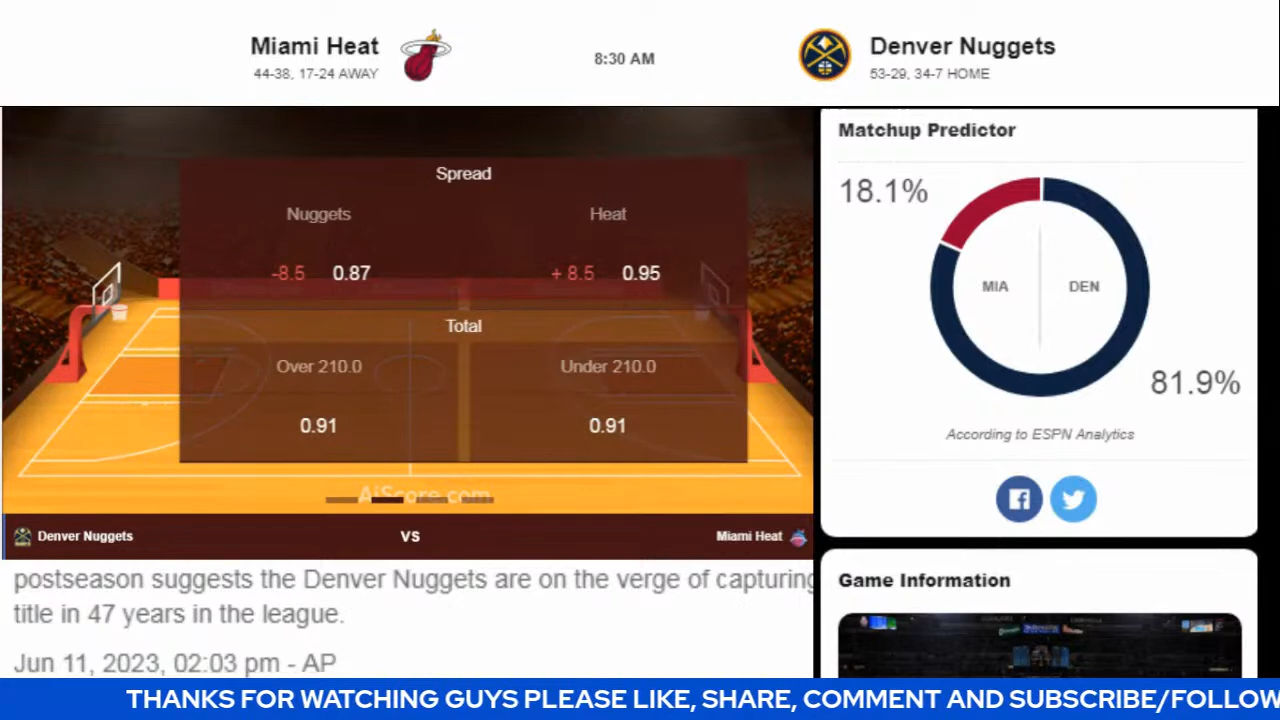 Miami Heat
44-38, 17-24 AWAY
8:30 AM
Denver Nuggets
53-29, 34-7 HOME
Spread
Nuggets
Heat
-8.5 0.87
+ 8.5 0.95
Total
Over 210.0
Under 210.0
0.91
0.91
AiScore.com
Denver Nuggets
VS
Miami Heat
postseason suggests the Denver Nuggets are on the verge of capturing
title in 47 years in the league.
Jun 11, 2023, 02:03 pm - AP
Matchup Predictor
18.1%
MIA
DEN
81.9%
According to ESPN Analytics
Game Information
THANKS FOR WATCHING GUYS PLEASE LIKE, SHARE, COMMENT AND SUBSCRIBE/FOLLOW